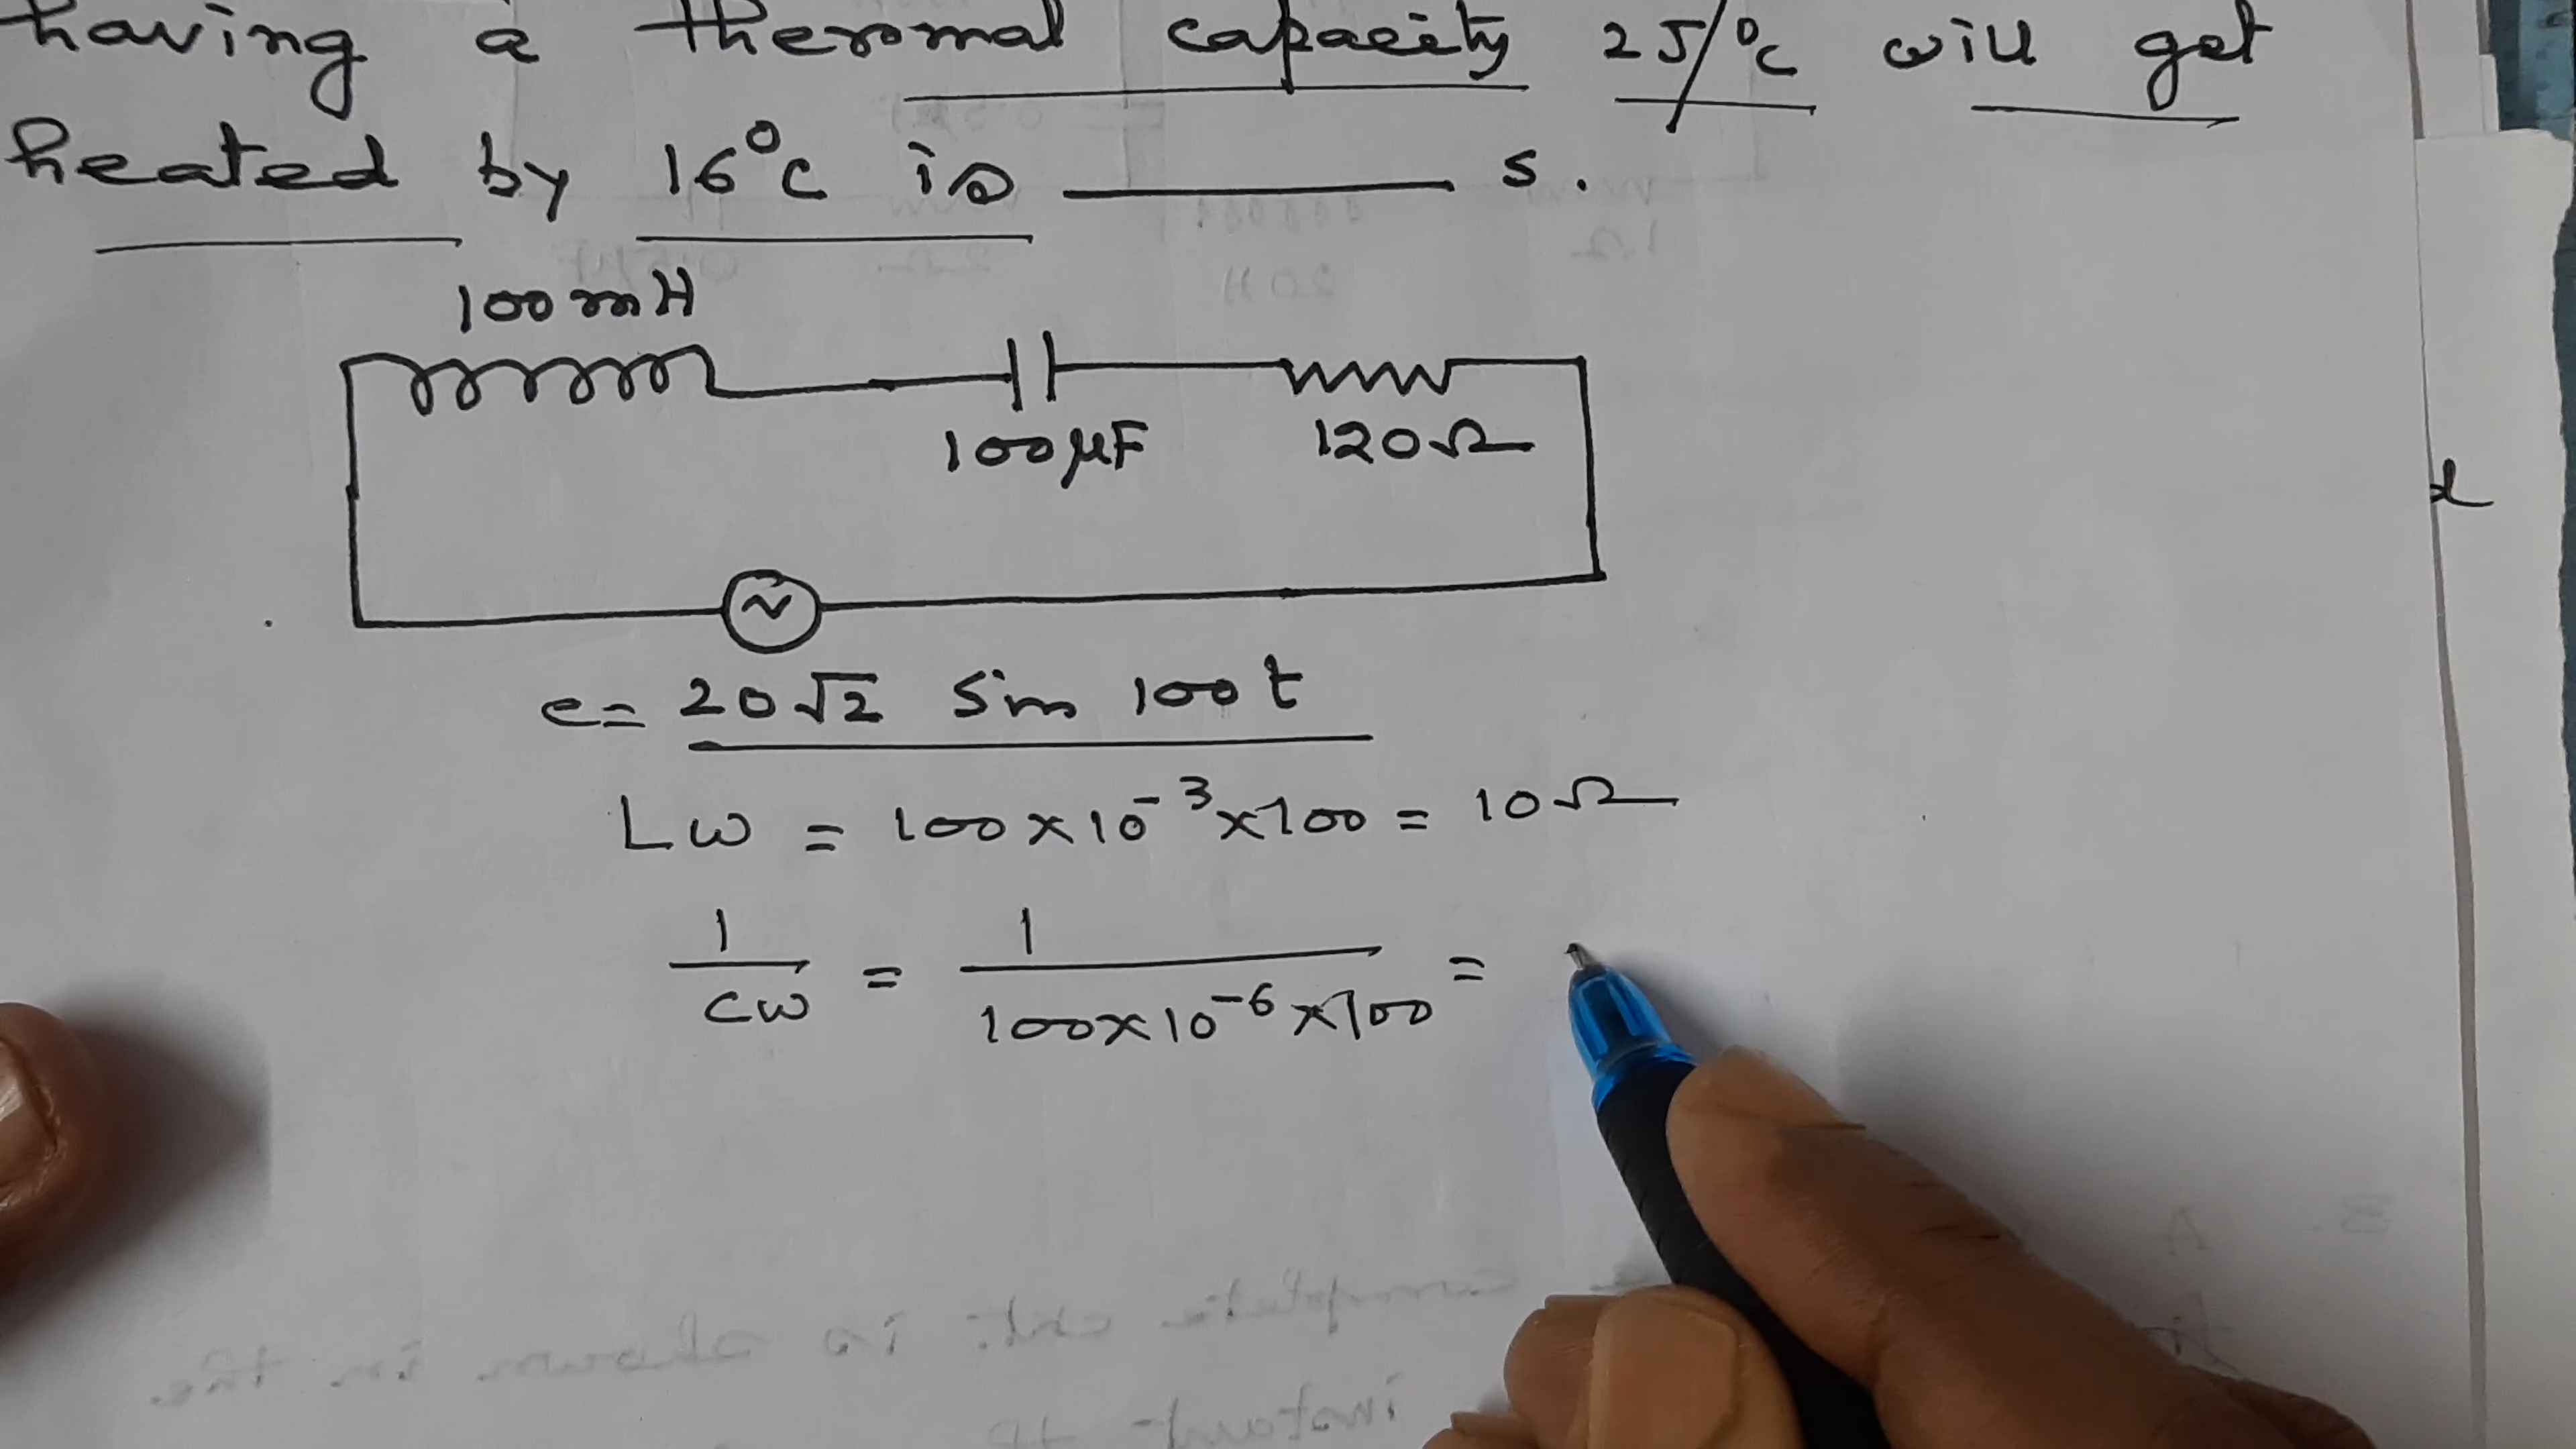 having a thermal capacity 2J/°C will get
heated by 16°C is ______ s.
100mH
100μF
120Ω
e = 20√2 Sin 100t
Lω = 100×10⁻³×100 = 10Ω
1/Cω = 1/(100×10⁻⁶×100) =